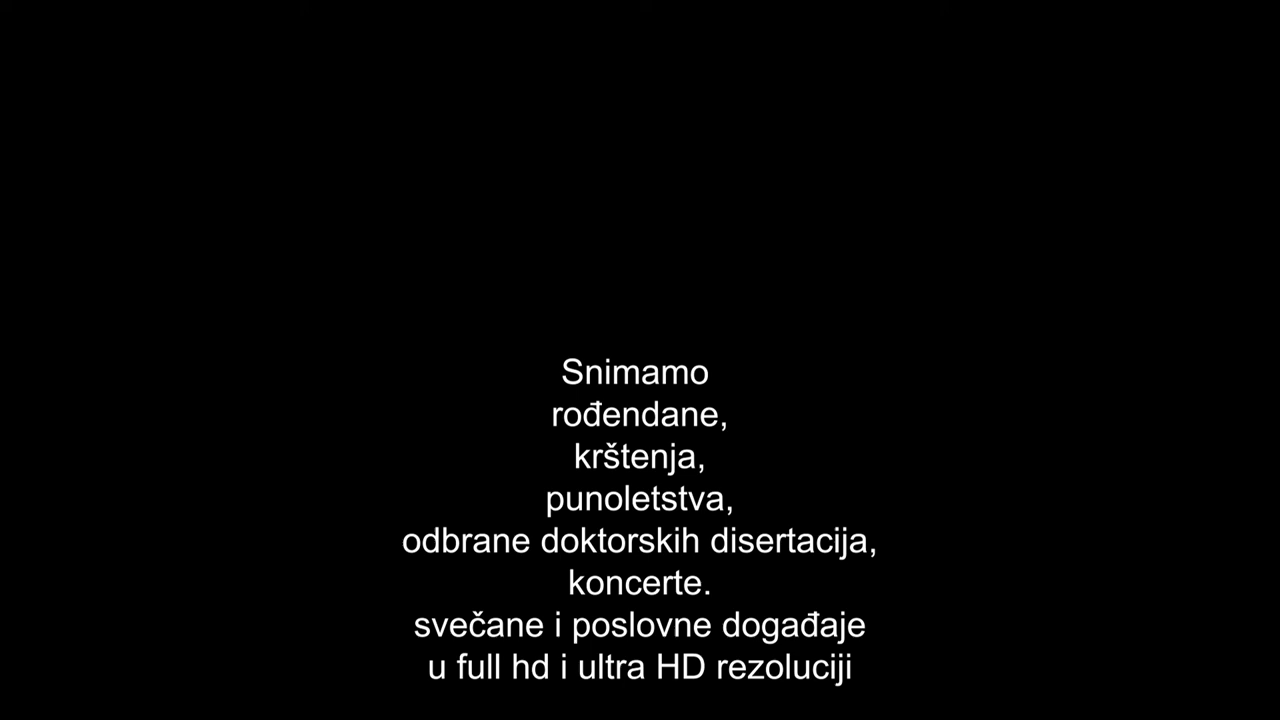 Snimamo
rođendane,
krštenja,
punoletstva,
odbrane doktorskih disertacija,
koncerte.
svečane i poslovne događaje
u full hd i ultra HD rezoluciji